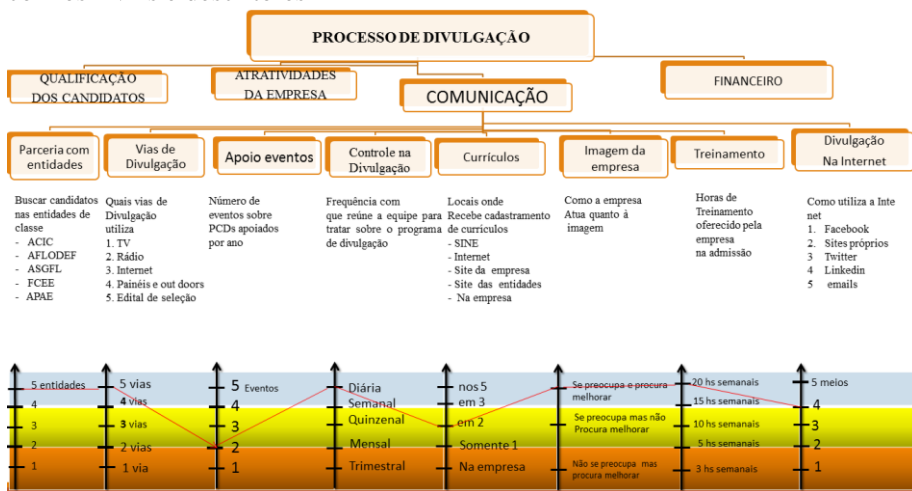 PROCESSO DE DIVULGAÇÃO
QUALIFICAÇÃO
DOS CANDIDATOS
ATRATIVIDADES
DA EMPRESA
COMUNICAÇÃO
FINANCEIRO
Parceria com
entidades
Vias de
Divulgação
Apoio eventos
Controle na
Divulgação
Currículos
Imagem da
empresa
Treinamento
Divulgação
Na Internet
Buscar candidatos
nas entidades de
classe
- ACIC
- AFLODEF
- ASGFL
- FCEE
- APAE
Quais vias de
Divulgação
utiliza
1. TV
2. Rádio
3. Internet
4. Painéis e out doors
5. Edital de seleção
Número de
eventos sobre
PCDs apoiados
por ano
Frequência com
que reúne a equipe para
tratar sobre o programa
de divulgação
Locais onde
Recebe cadastramento
de currículos
- SINE
- Internet
- Site da empresa
- Site das entidades
- Na empresa
Como a empresa
Atua quanto à
imagem
Horas de
Treinamento
oferecido pela
empresa
na admissão
Como utiliza a Inte
net
1. Facebook
2. Sites próprios
3 Twitter
4 Linkedin
5 emails
5 entidades
4
3
2
1
5 vias
4 vias
3 vias
2 vias
1 via
5 Eventos
4
3
2
1
Diária
Semanal
Quinzenal
Mensal
Trimestral
nos 5
em 3
em 2
Somente 1
Na empresa
Se preocupa e procura
melhorar
Se preocupa mas não
Procura melhorar
Não se preocupa mas
procura melhorar
20 hs semanais
15 hs semanais
10 hs semanais
5 hs semanais
3 hs semanais
5 meios
4
3
2
1